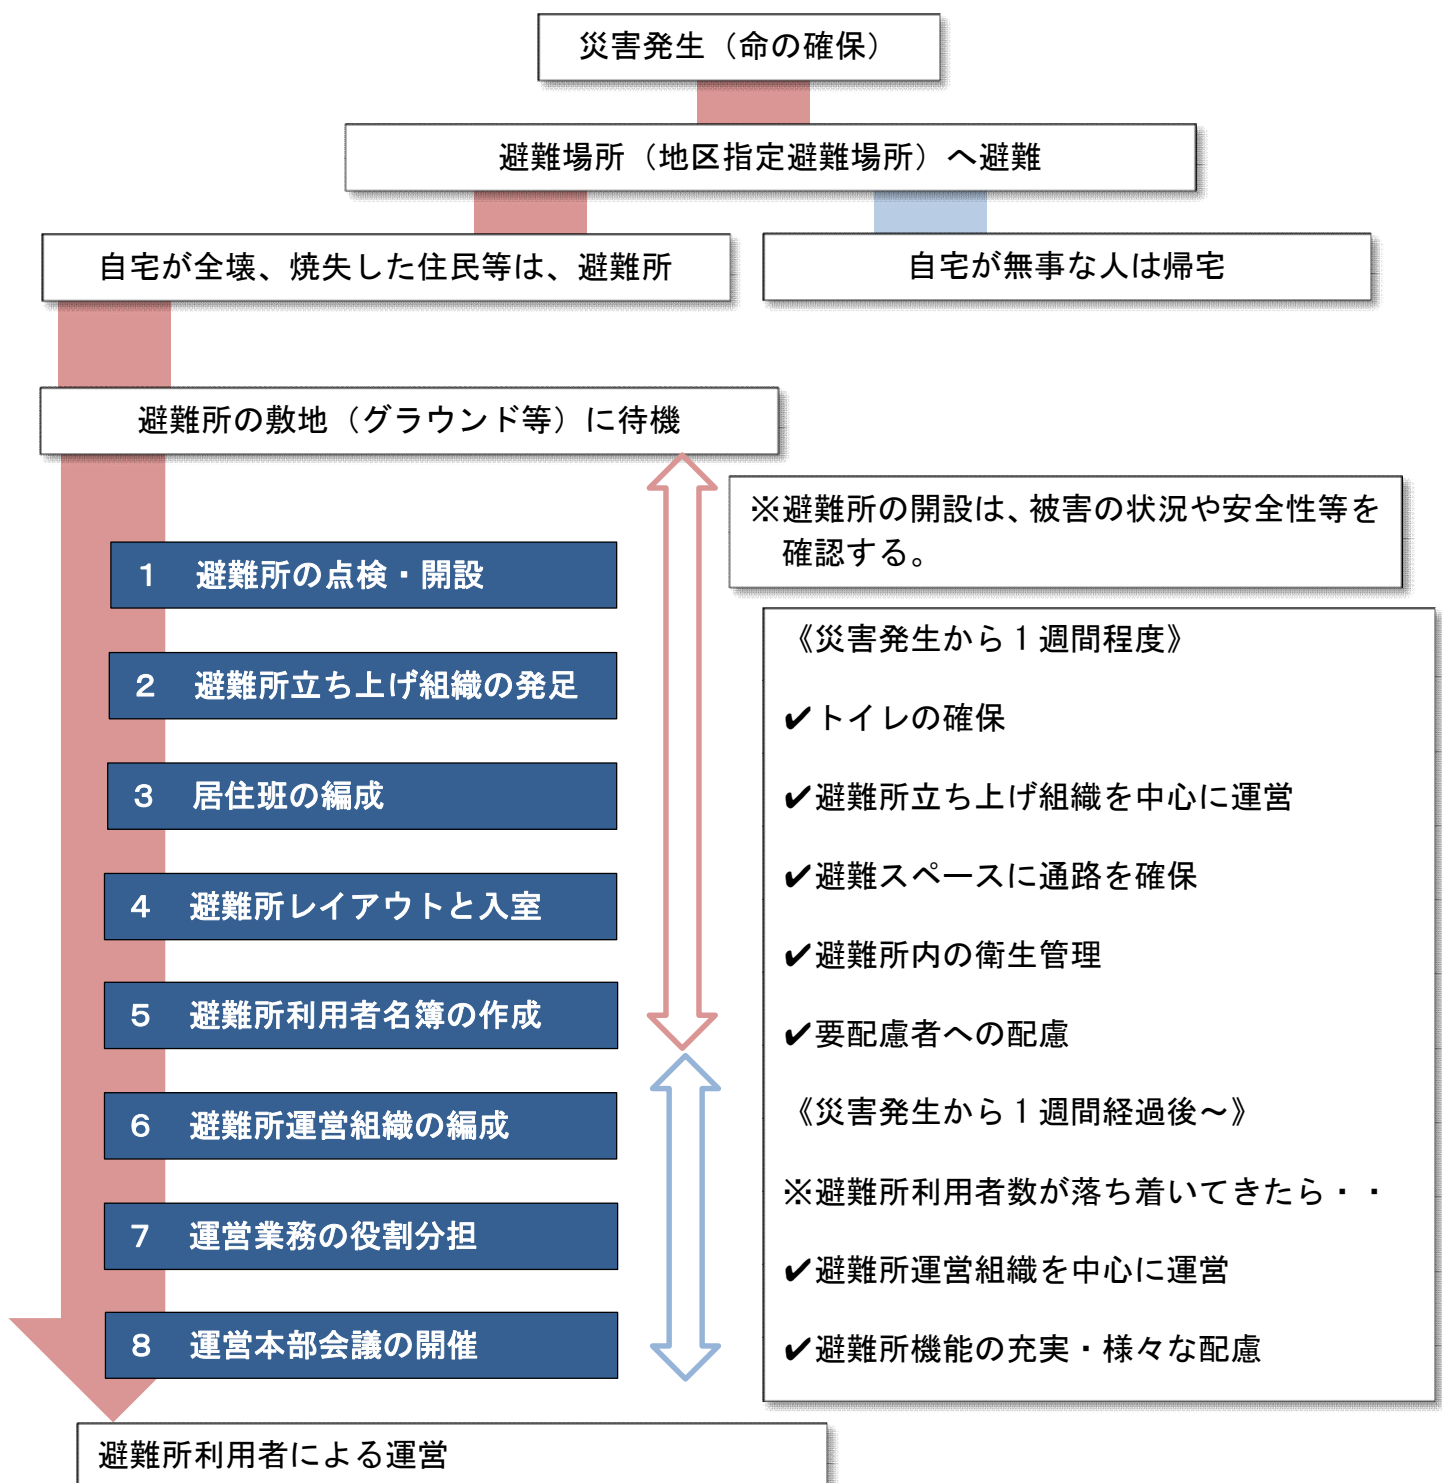 災害発生（命の確保）
避難場所（地区指定避難場所）へ避難
自宅が全壊、焼失した住民等は、避難所
自宅が無事な人は帰宅
避難所の敷地（グラウンド等）に待機
※避難所の開設は、被害の状況や安全性等を
確認する。
1 避難所の点検・開設
2 避難所立ち上げ組織の発足
3 居住班の編成
4 避難所レイアウトと入室
5 避難所利用者名簿の作成
6 避難所運営組織の編成
7 運営業務の役割分担
8 運営本部会議の開催
《災害発生から１週間程度》
✔トイレの確保
✔避難所立ち上げ組織を中心に運営
✔避難スペースに通路を確保
✔避難所内の衛生管理
✔要配慮者への配慮
《災害発生から１週間経過後～》
※避難所利用者数が落ち着いてきたら・・
✔避難所運営組織を中心に運営
✔避難所機能の充実・様々な配慮
避難所利用者による運営